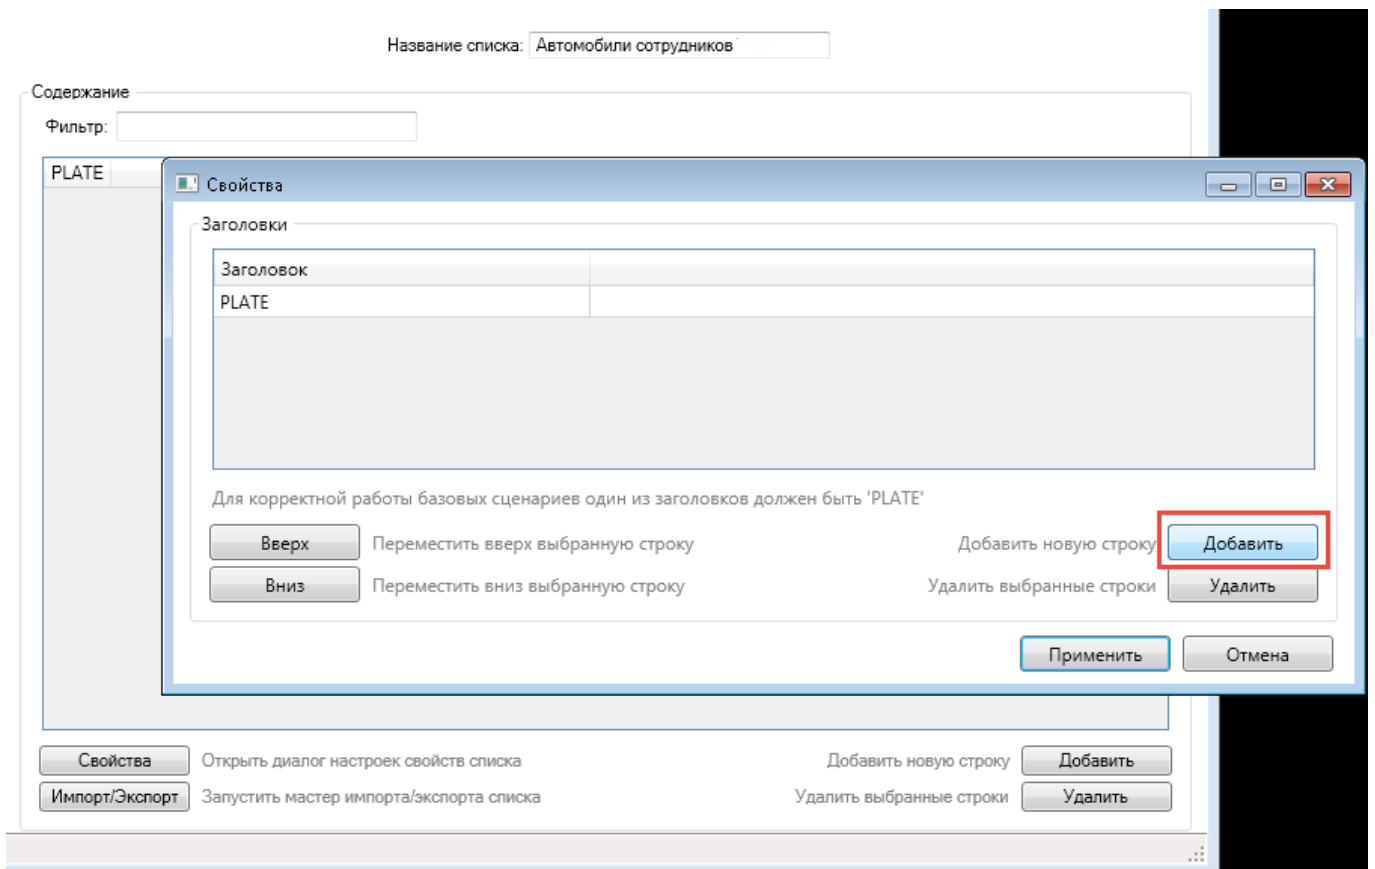 Название списка: Автомобили сотрудников
Содержание
Фильтр:
PLATE
Свойства
Заголовки
Заголовок
PLATE
Для корректной работы базовых сценариев один из заголовков должен быть 'PLATE'
Вверх Переместить вверх выбранную строку Добавить новую строку Добавить
Вниз Переместить вниз выбранную строку Удалить выбранные строки Удалить
Применить Отмена
Свойства Открыть диалог настроек свойств списка Добавить новую строку Добавить
Импорт/Экспорт Запустить мастер импорта/экспорта списка Удалить выбранные строки Удалить